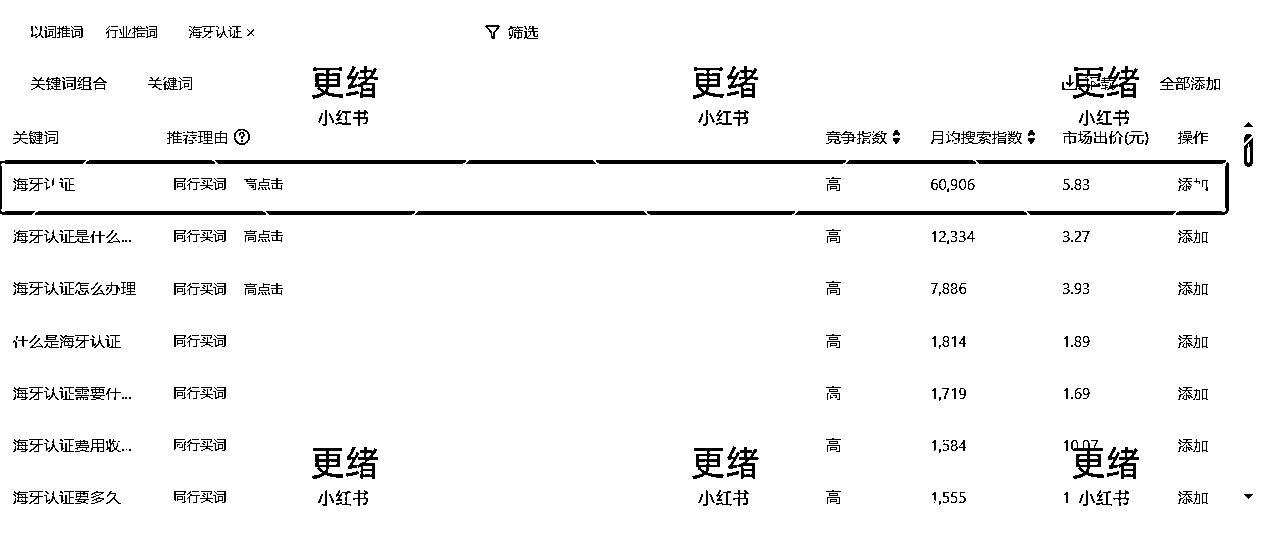 以词推词 行业推词 海牙认证 × 筛选
关键词组合 关键词 下载 全部添加
更绪 更绪 更绪
小红书 小红书 小红书
关键词 推荐理由 ? 竞争指数 月均搜索指数 市场出价(元) 操作
海牙认证 同行买词 高点击 高 60,906 5.83 添加
海牙认证是什么... 同行买词 高点击 高 12,334 3.27 添加
海牙认证怎么办理 同行买词 高点击 高 7,886 3.93 添加
什么是海牙认证 同行买词 高 1,814 1.89 添加
海牙认证需要什... 同行买词 高 1,719 1.69 添加
海牙认证费用收... 同行买词 高 1,584 10.07 添加
更绪 更绪 更绪
海牙认证要多久 同行买词 高 1,555 添加
小红书 小红书 小红书